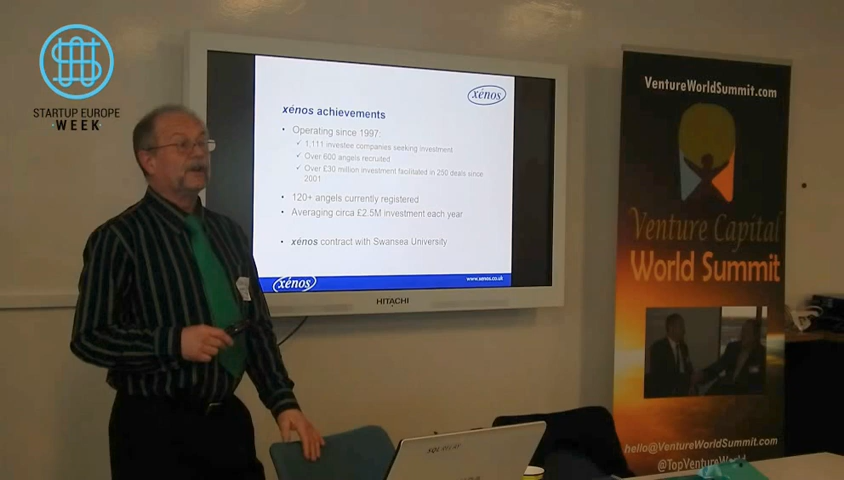 STARTUP EUROPE
WEEK
xénos
xénos achievements
• Operating since 1997:
✓ 1,111 investee companies seeking investment
✓ Over 600 angels recruited
✓ Over £30 million investment facilitated in 250 deals since
2001
• 120+ angels currently registered
• Averaging circa £2.5M investment each year
• xénos contract with Swansea University
xénos
www.xenos.co.uk
HITACHI
VentureWorldSummit.com
Venture Capital
World Summit
hello@VentureWorldSummit.com
@TopVentureWorld